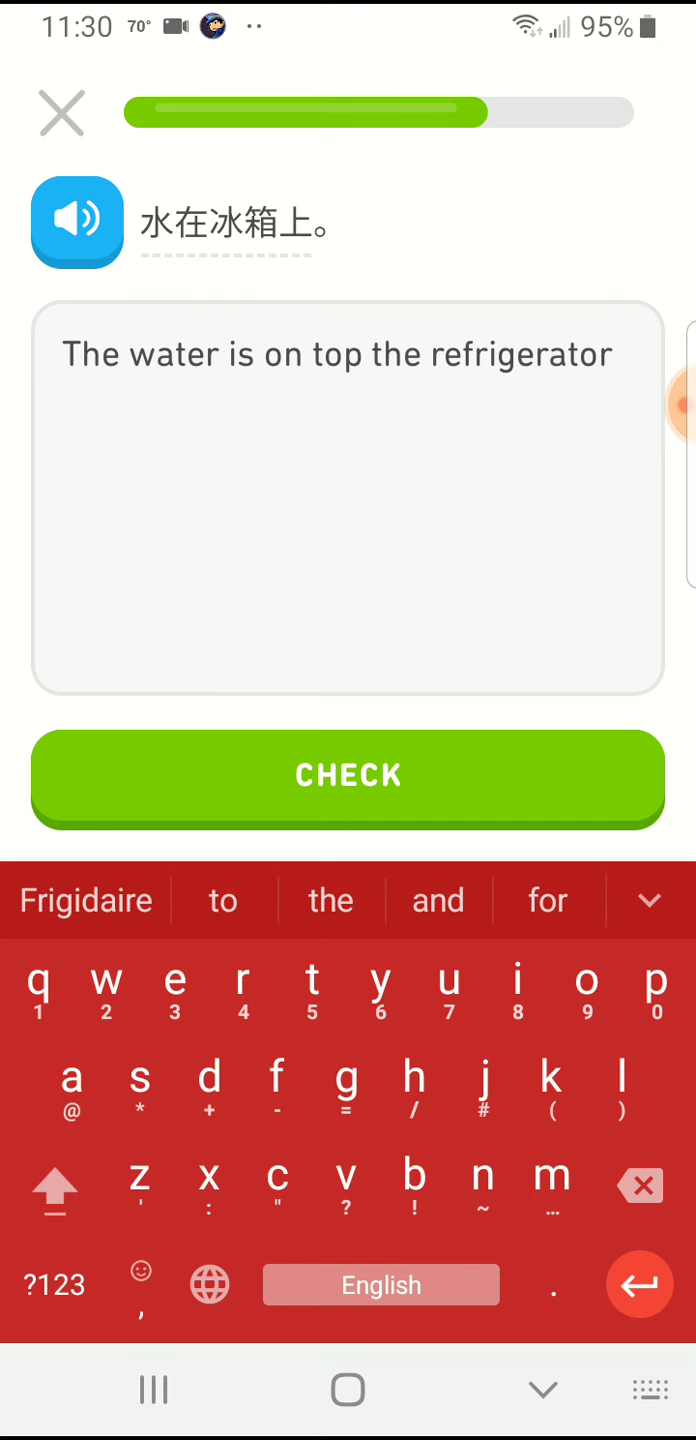 11:30 70° 95%
水在冰箱上。
The water is on top the refrigerator
CHECK
Frigidaire to the and for
q w e r t y u i o p
1 2 3 4 5 6 7 8 9 0
a s d f g h j k l
@ * + - = / # ( )
z x c v b n m
' : " ? ! ~ …
?123 , English .